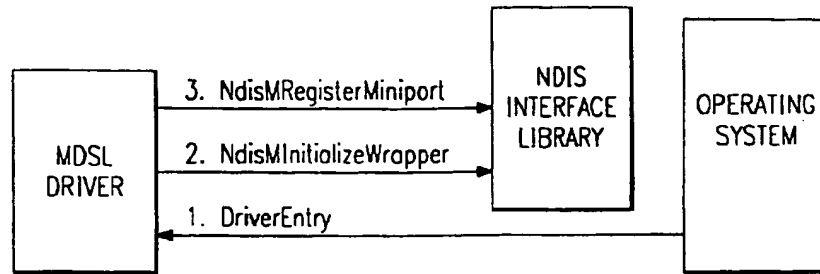 MDSL
DRIVER
3. NdisMRegisterMiniport
2. NdisMInitializeWrapper
1. DriverEntry
NDIS
INTERFACE
LIBRARY
OPERATING
SYSTEM